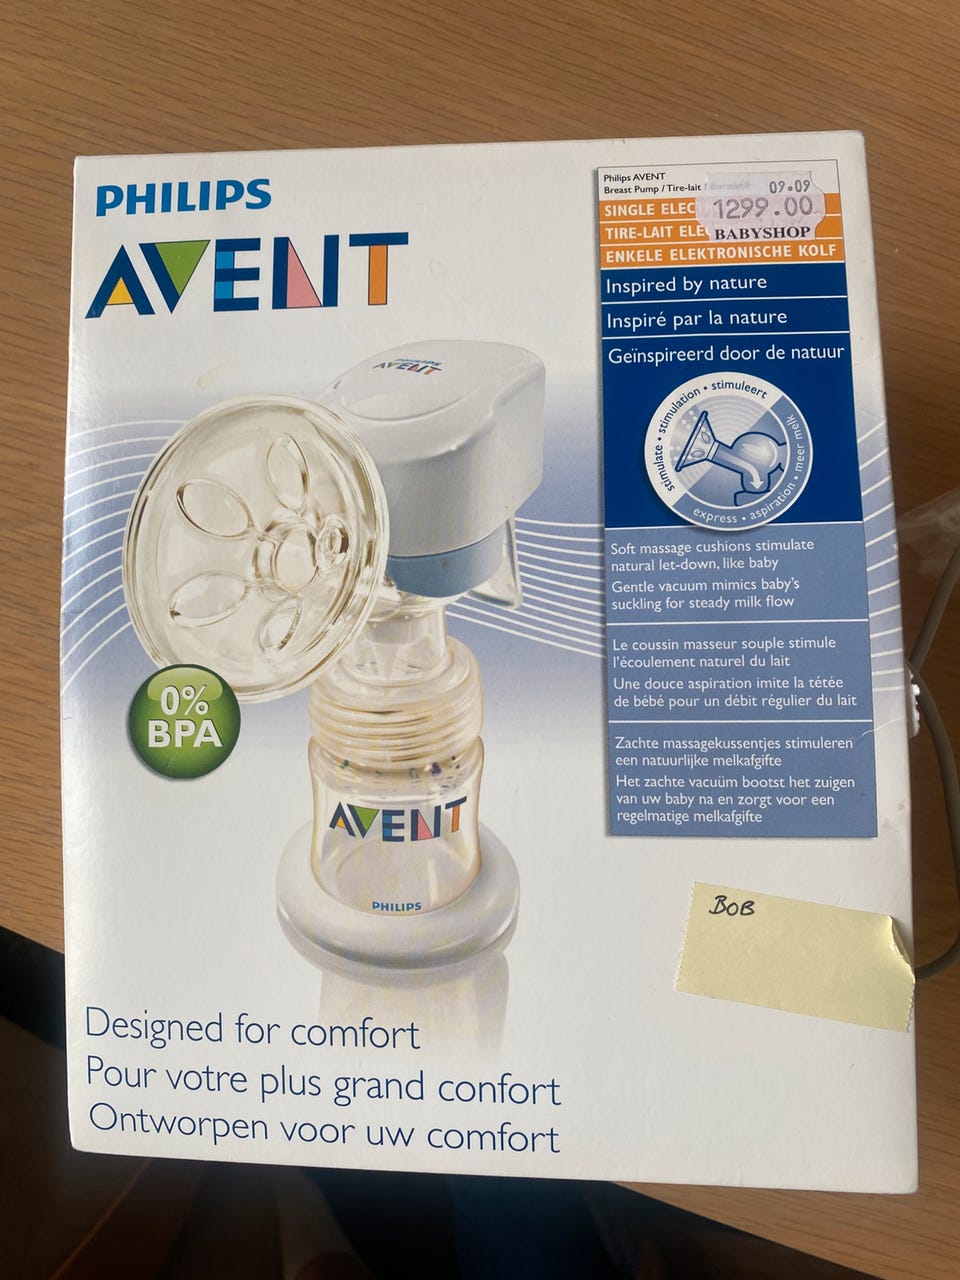 PHILIPS
AVENT
Philips AVENT
Breast Pump / Tire-lait /
09•09
1299.00
BABYSHOP
SINGLE
TIRE-LAIT
ENKELE ELEKTRONISCHE KOLF
Inspired by nature
Inspiré par la nature
Geïnspireerd door de natuur
stimulate • stimulation • stimuleert
express • aspiration • meer melk
Soft massage cushions stimulate
natural let-down, like baby
Gentle vacuum mimics baby's
suckling for steady milk flow
Le coussin masseur souple stimule
l'écoulement naturel du lait
Une douce aspiration imite la tétée
de bébé pour un débit régulier du lait
Zachte massagekussentjes stimuleren
een natuurlijke melkafgifte
Het zachte vacuüm bootst het zuigen
van uw baby na en zorgt voor een
regelmatige melkafgifte
PHILIPS
AVENT
0%
BPA
AVENT
PHILIPS
BOB
Designed for comfort
Pour votre plus grand confort
Ontworpen voor uw comfort